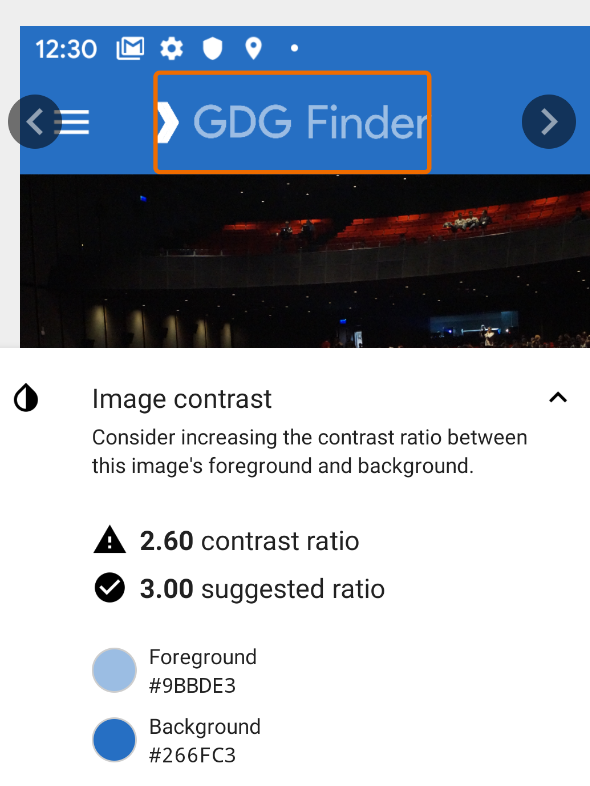 12:30
GDG Finder
Image contrast
Consider increasing the contrast ratio between
this image's foreground and background.
2.60 contrast ratio
3.00 suggested ratio
Foreground
#9BBDE3
Background
#266FC3